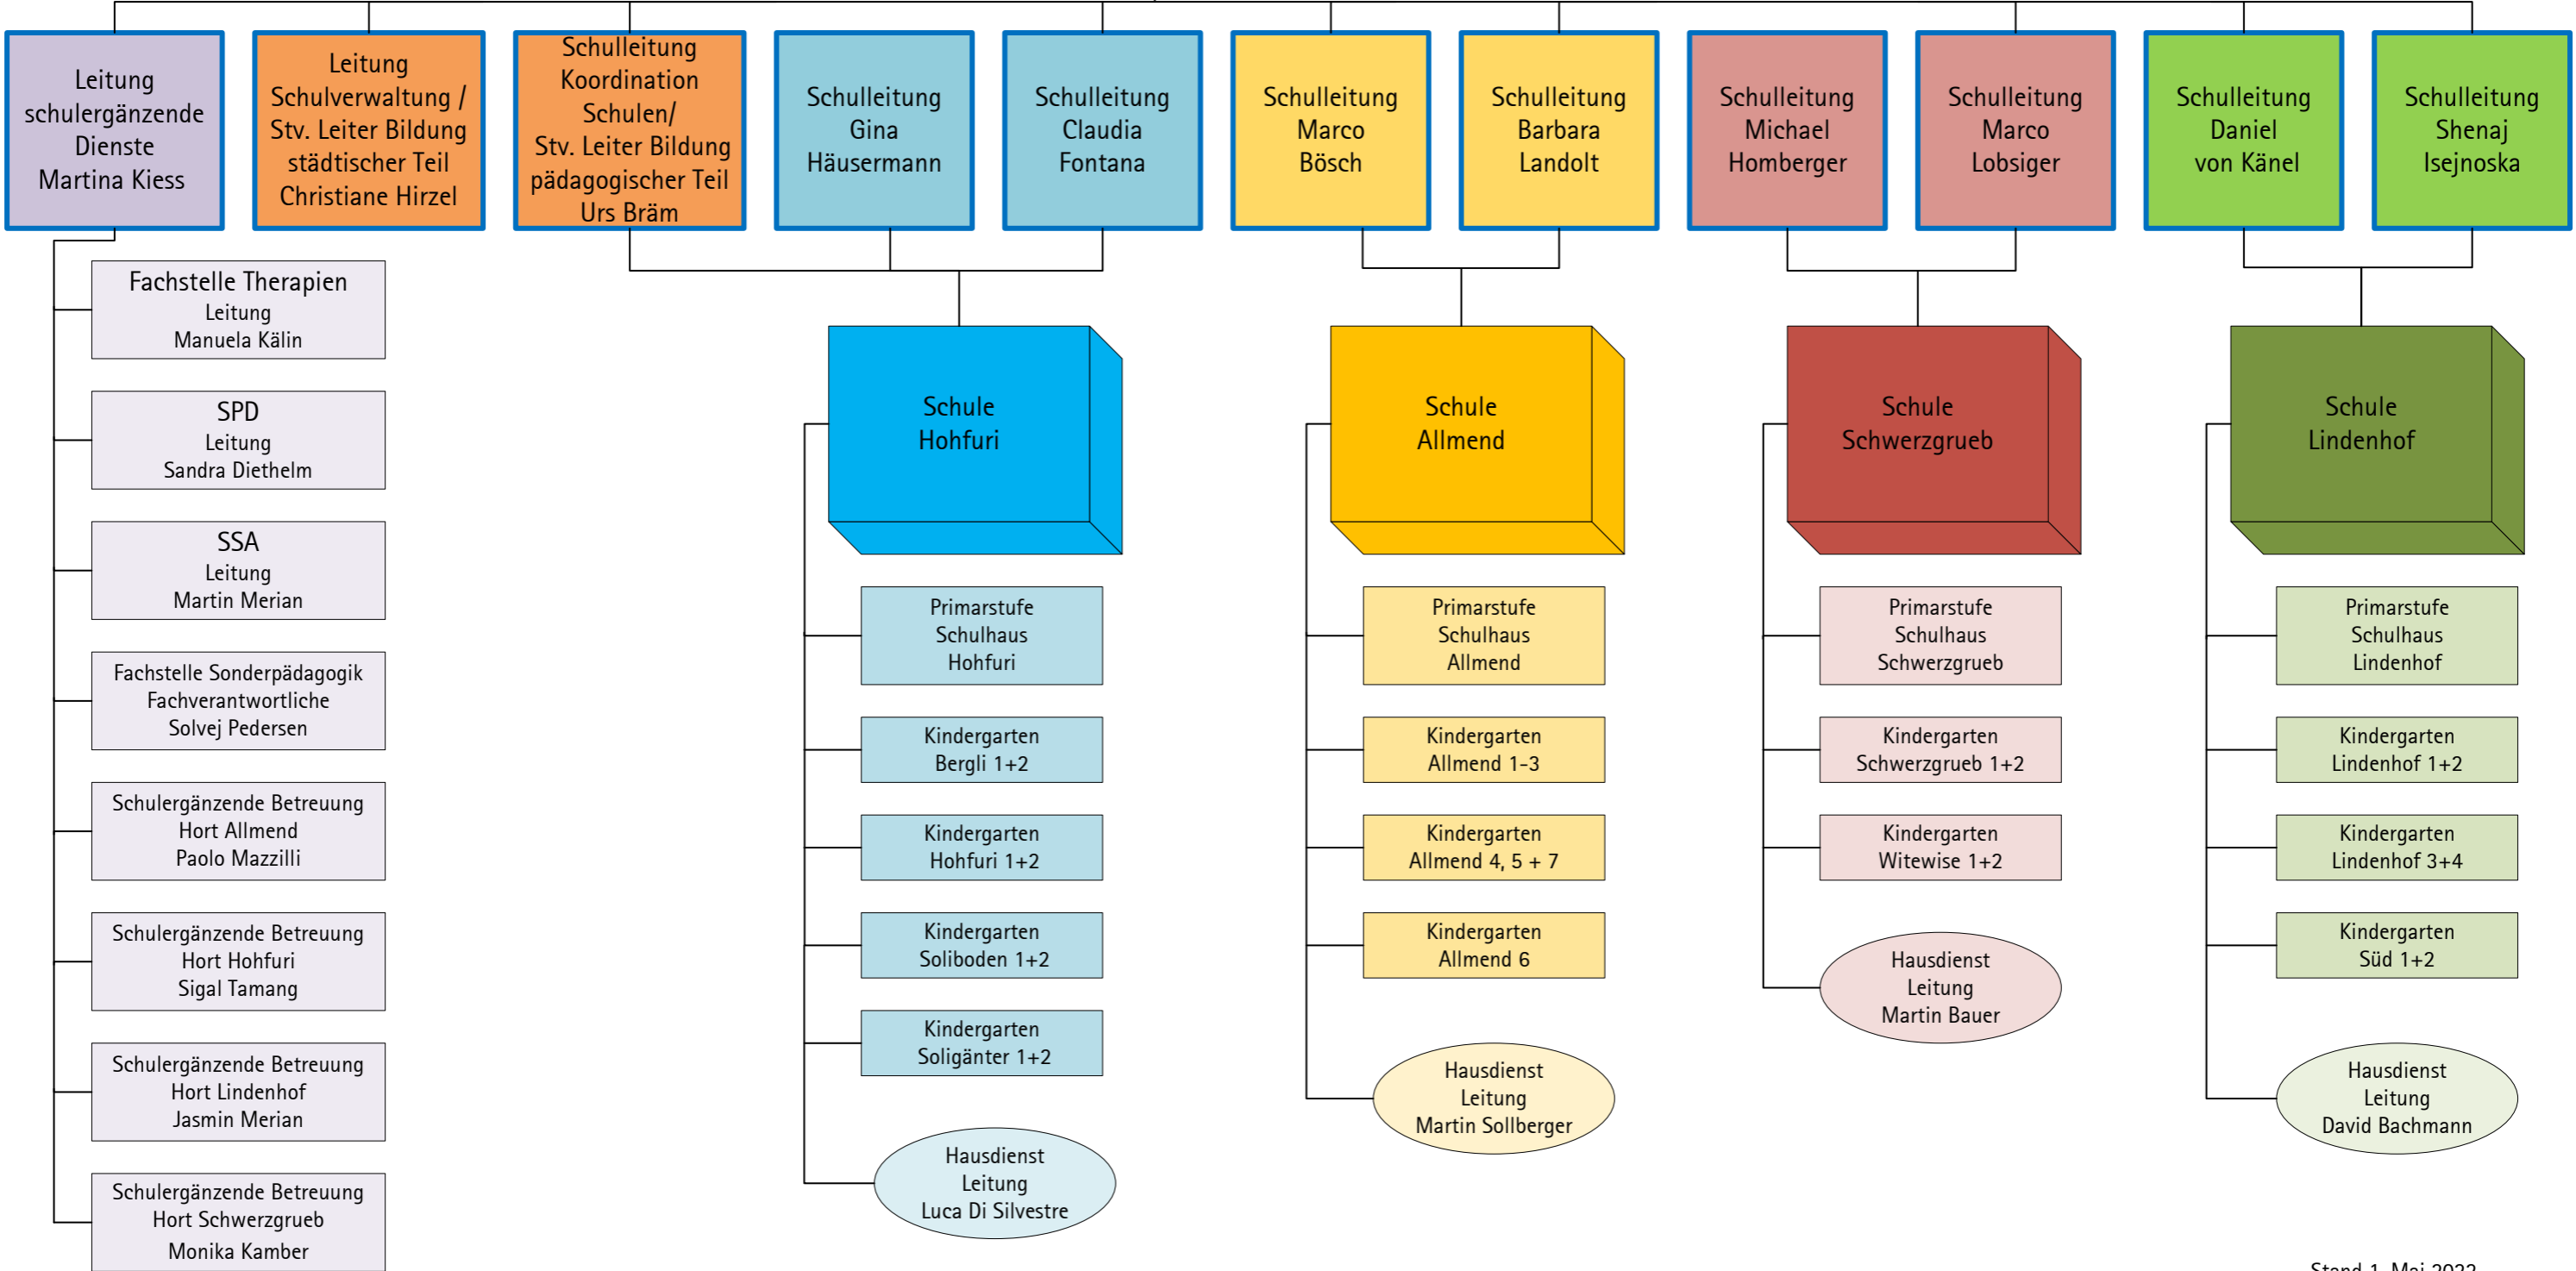 Leitung
schulergänzende
Dienste
Martina Kiess
Leitung
Schulverwaltung /
Stv. Leiter Bildung
städtischer Teil
Christiane Hirzel
Schulleitung
Koordination
Schulen/
Stv. Leiter Bildung
pädagogischer Teil
Urs Bräm
Schulleitung
Gina
Häusermann
Schulleitung
Claudia
Fontana
Schulleitung
Marco
Bösch
Schulleitung
Barbara
Landolt
Schulleitung
Michael
Homberger
Schulleitung
Marco
Lobsiger
Schulleitung
Daniel
von Känel
Schulleitung
Shenaj
Isejnoska
Fachstelle Therapien
Leitung
Manuela Kälin
SPD
Leitung
Sandra Diethelm
SSA
Leitung
Martin Merian
Fachstelle Sonderpädagogik
Fachverantwortliche
Solvej Pedersen
Schulergänzende Betreuung
Hort Allmend
Paolo Mazzilli
Schulergänzende Betreuung
Hort Hohfuri
Sigal Tamang
Schulergänzende Betreuung
Hort Lindenhof
Jasmin Merian
Schulergänzende Betreuung
Hort Schwerzgrueb
Monika Kamber
Schule
Hohfuri
Primarstufe
Schulhaus
Hohfuri
Kindergarten
Bergli 1+2
Kindergarten
Hohfuri 1+2
Kindergarten
Soliboden 1+2
Kindergarten
Soligänter 1+2
Hausdienst
Leitung
Luca Di Silvestre
Schule
Allmend
Primarstufe
Schulhaus
Allmend
Kindergarten
Allmend 1-3
Kindergarten
Allmend 4, 5 + 7
Kindergarten
Allmend 6
Hausdienst
Leitung
Martin Sollberger
Schule
Schwerzgrueb
Primarstufe
Schulhaus
Schwerzgrueb
Kindergarten
Schwerzgrueb 1+2
Kindergarten
Witewise 1+2
Hausdienst
Leitung
Martin Bauer
Schule
Lindenhof
Primarstufe
Schulhaus
Lindenhof
Kindergarten
Lindenhof 1+2
Kindergarten
Lindenhof 3+4
Kindergarten
Süd 1+2
Hausdienst
Leitung
David Bachmann
Stand 1. Mai